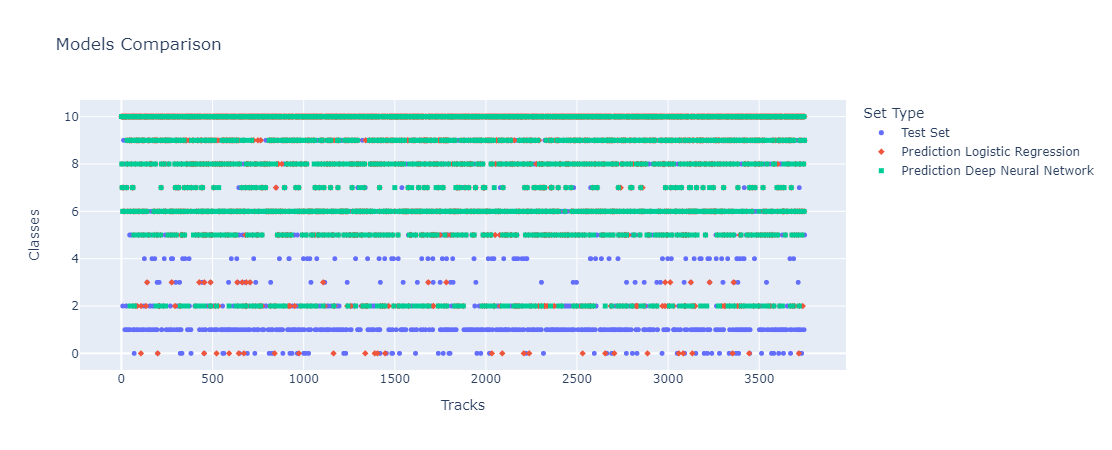 Models Comparison
Set Type
Test Set
Prediction Logistic Regression
Prediction Deep Neural Network
Classes
10
8
6
4
2
0
0 500 1000 1500 2000 2500 3000 3500
Tracks